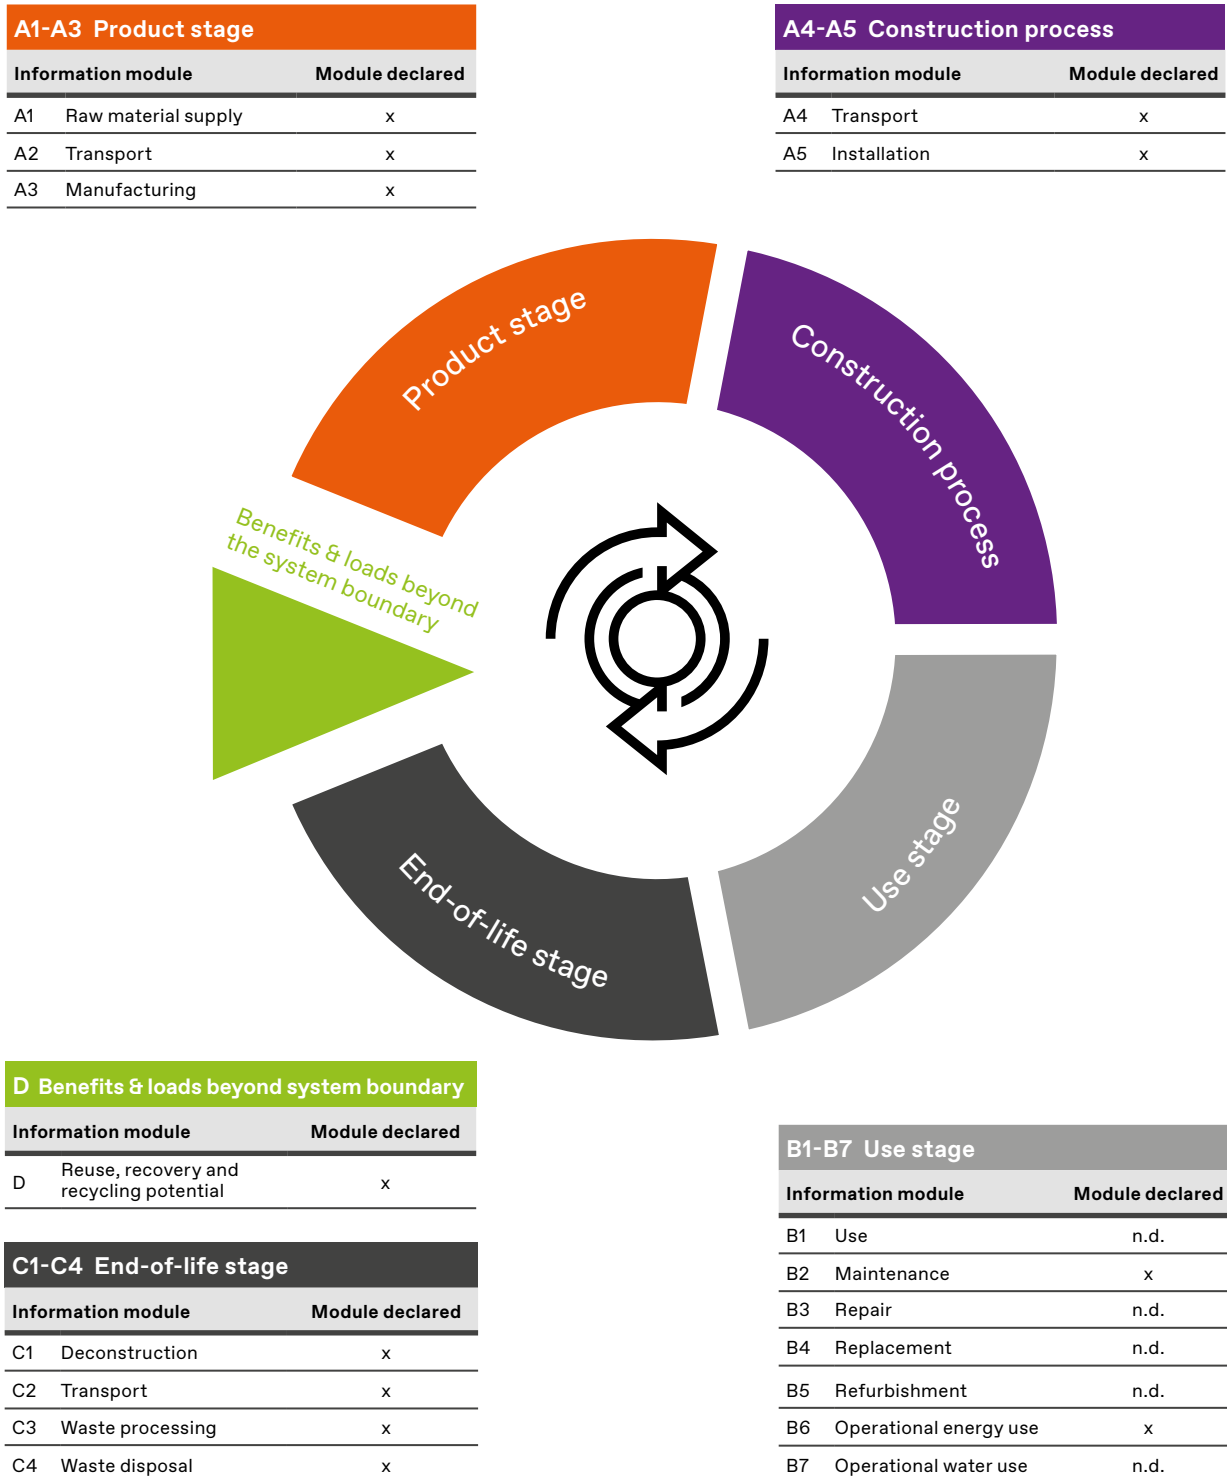 A1-A3 Product stage
Information module Module declared
A1 Raw material supply x
A2 Transport x
A3 Manufacturing x
A4-A5 Construction process
Information module Module declared
A4 Transport x
A5 Installation x
Product stage
Construction process
Benefits & loads beyond
the system boundary
Use stage
End-of-life stage
D Benefits & loads beyond system boundary
Information module Module declared
D Reuse, recovery and
recycling potential x
C1-C4 End-of-life stage
Information module Module declared
C1 Deconstruction x
C2 Transport x
C3 Waste processing x
C4 Waste disposal x
B1-B7 Use stage
Information module Module declared
B1 Use n.d.
B2 Maintenance x
B3 Repair n.d.
B4 Replacement n.d.
B5 Refurbishment n.d.
B6 Operational energy use x
B7 Operational water use n.d.